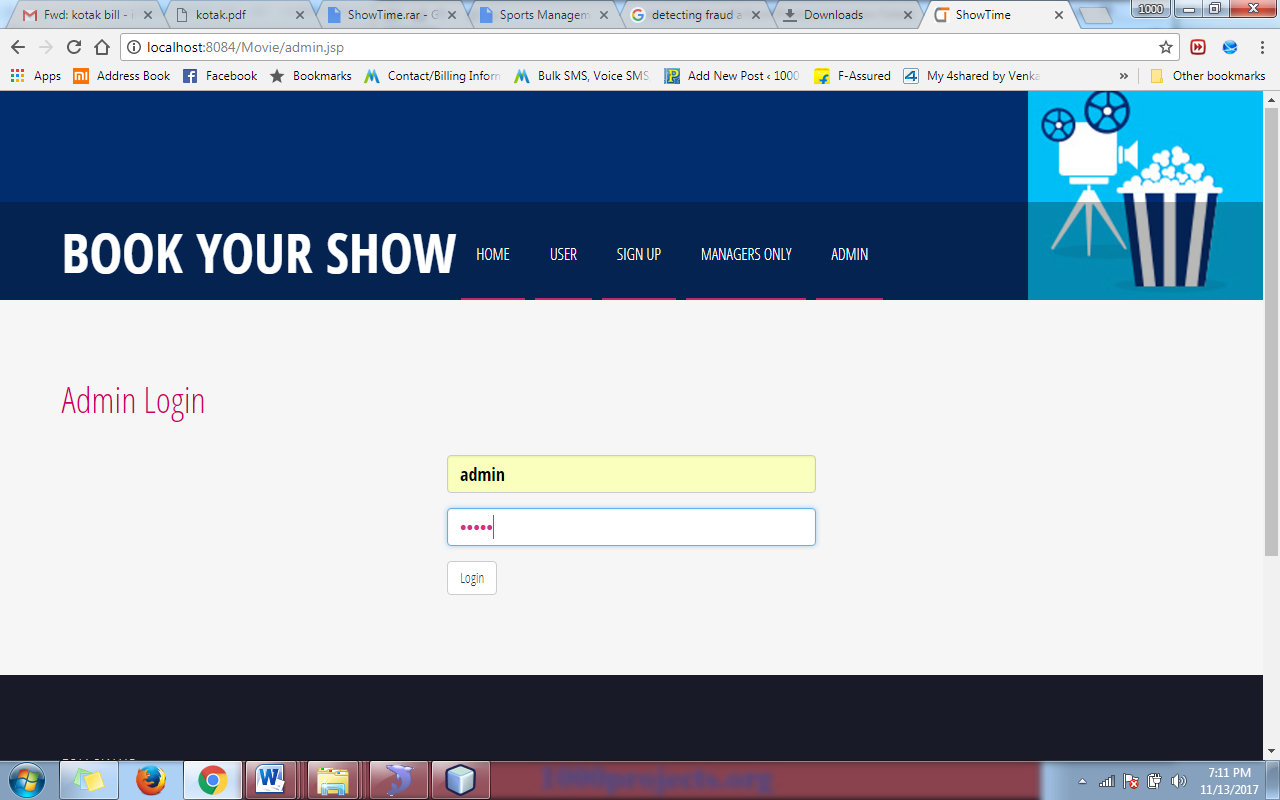 Fwd: kotak bill - i
kotak.pdf
ShowTime.rar - G
Sports Managem
detecting fraud a
Downloads
ShowTime
1000
localhost:8084/Movie/admin.jsp
Apps
Address Book
Facebook
Bookmarks
Contact/Billing Inforn
Bulk SMS, Voice SMS
Add New Post ‹ 1000
F-Assured
My 4shared by Venka
»
Other bookmarks
BOOK YOUR SHOW
HOME
USER
SIGN UP
MANAGERS ONLY
ADMIN
Admin Login
admin
•••••
Login
1000projects.org
7:11 PM
11/13/2017